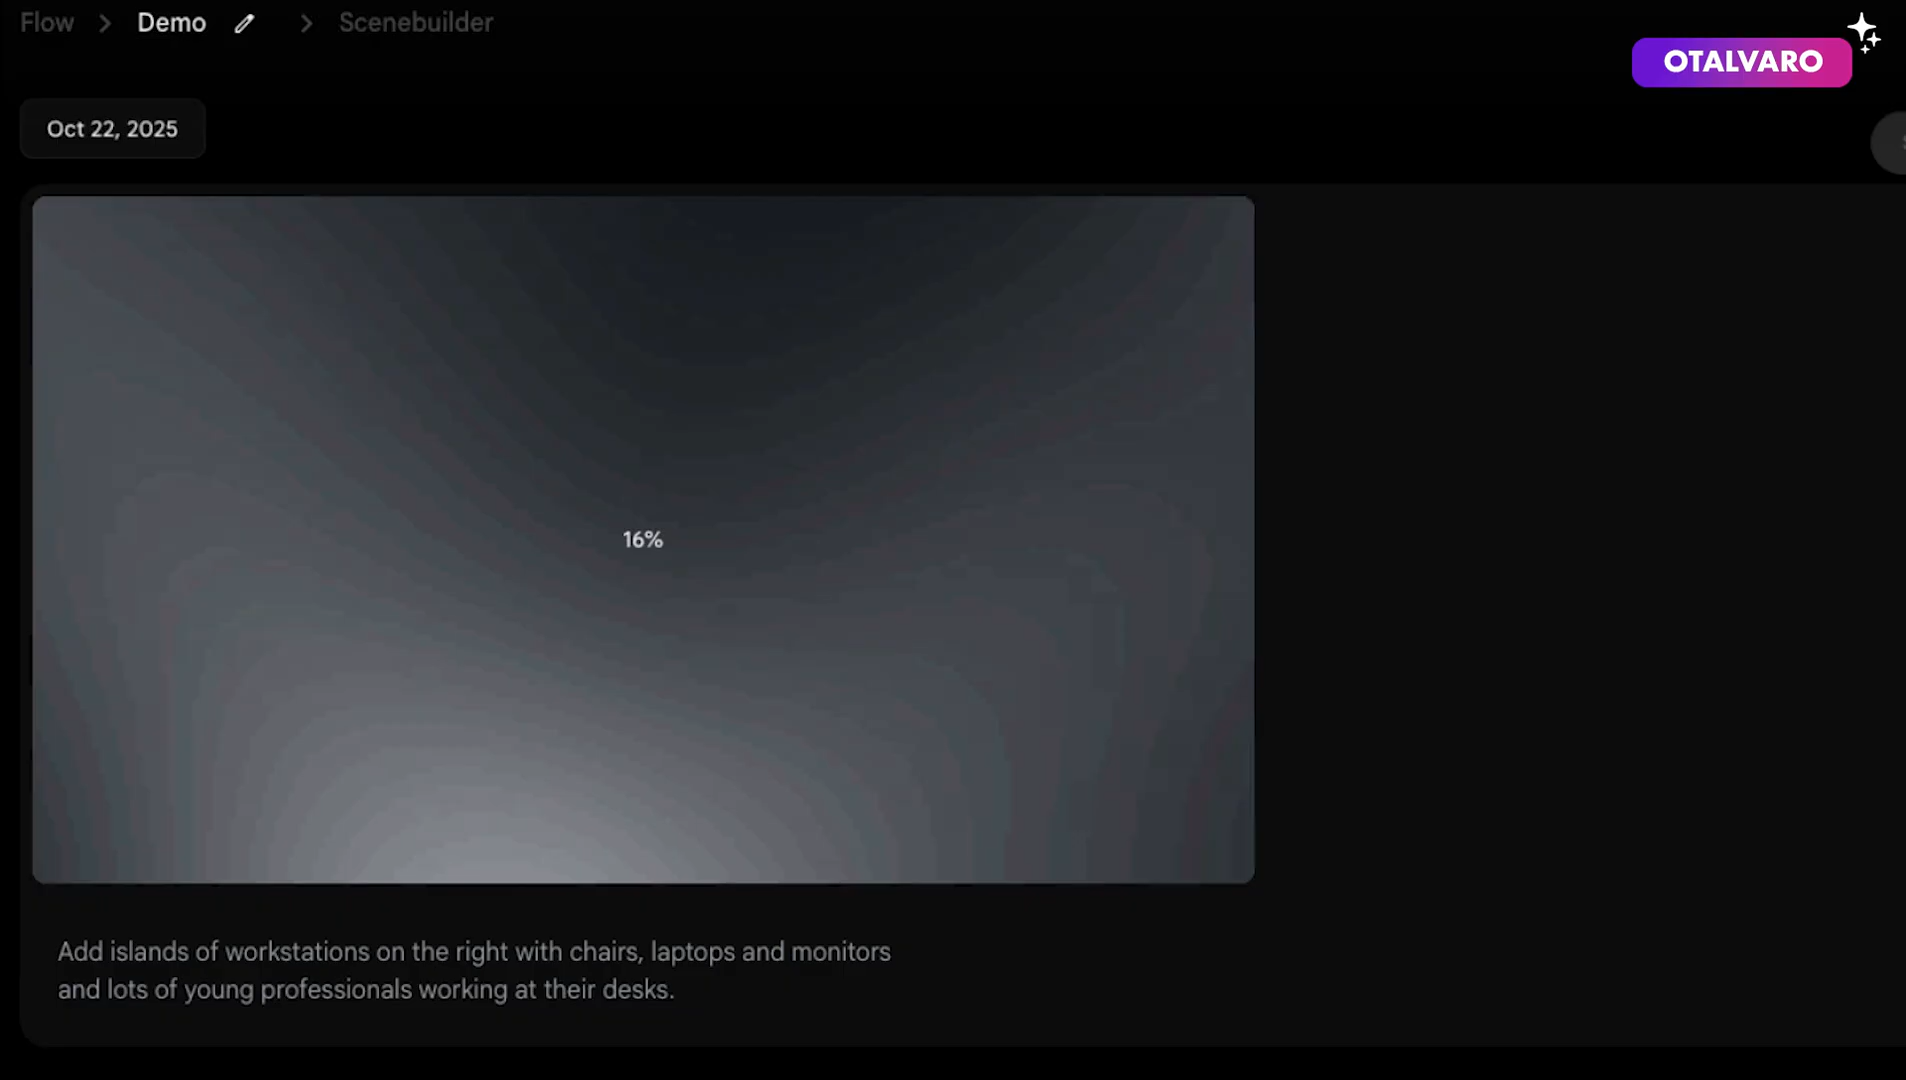 Flow > Demo > Scenebuilder
OTALVARO
Oct 22, 2025
16%
Add islands of workstations on the right with chairs, laptops and monitors
and lots of young professionals working at their desks.